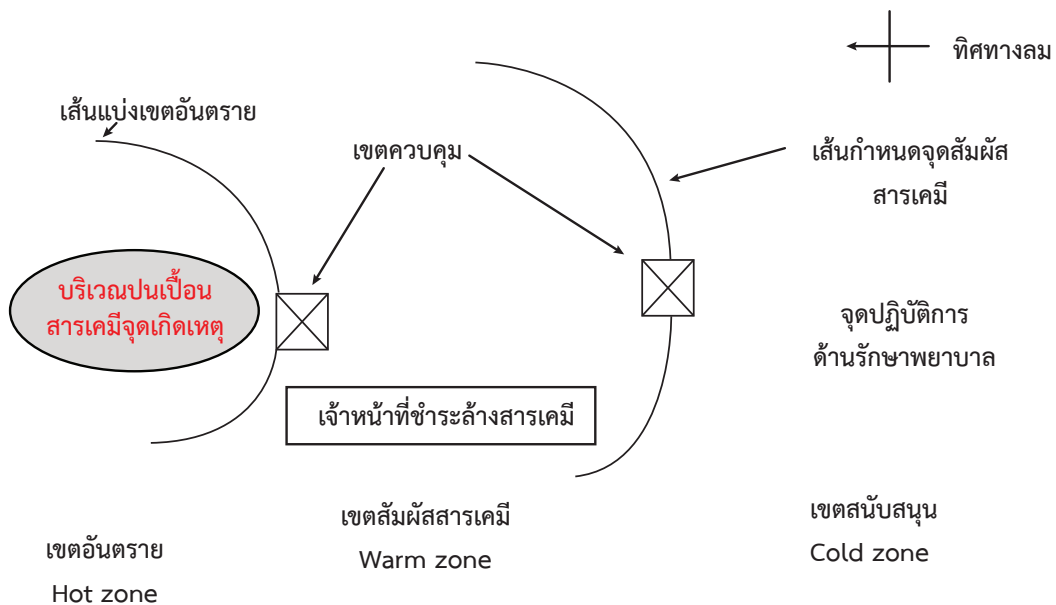 ทิศทางลม
เส้นแบ่งเขตอันตราย
เขตควบคุม
เส้นกำหนดจุดสัมผัส
สารเคมี
บริเวณปนเปื้อน
สารเคมีจุดเกิดเหตุ
จุดปฏิบัติการ
ด้านรักษาพยาบาล
เจ้าหน้าที่ชำระล้างสารเคมี
เขตอันตราย
Hot zone
เขตสัมผัสสารเคมี
Warm zone
เขตสนับสนุน
Cold zone